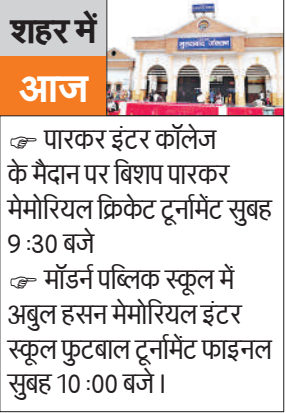 शहर में
आज
मुरादाबाद जंक्शन
☞ पारकर इंटर कॉलेज
के मैदान पर बिशप पारकर
मेमोरियल क्रिकेट टूर्नामेंट सुबह
9:30 बजे
☞ मॉडर्न पब्लिक स्कूल में
अबुल हसन मेमोरियल इंटर
स्कूल फुटबाल टूर्नामेंट फाइनल
सुबह 10:00 बजे।